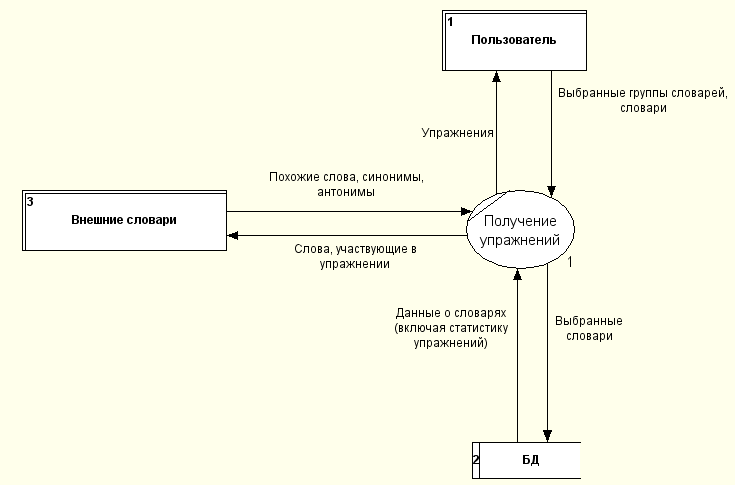 1
Пользователь
Выбранные группы словарей,
словари
Упражнения
Похожие слова, синонимы,
антонимы
3
Внешние словари
Получение
упражнений
1
Слова, участвующие в
упражнении
Данные о словарях
(включая статистику
упражнений)
Выбранные
словари
2
БД